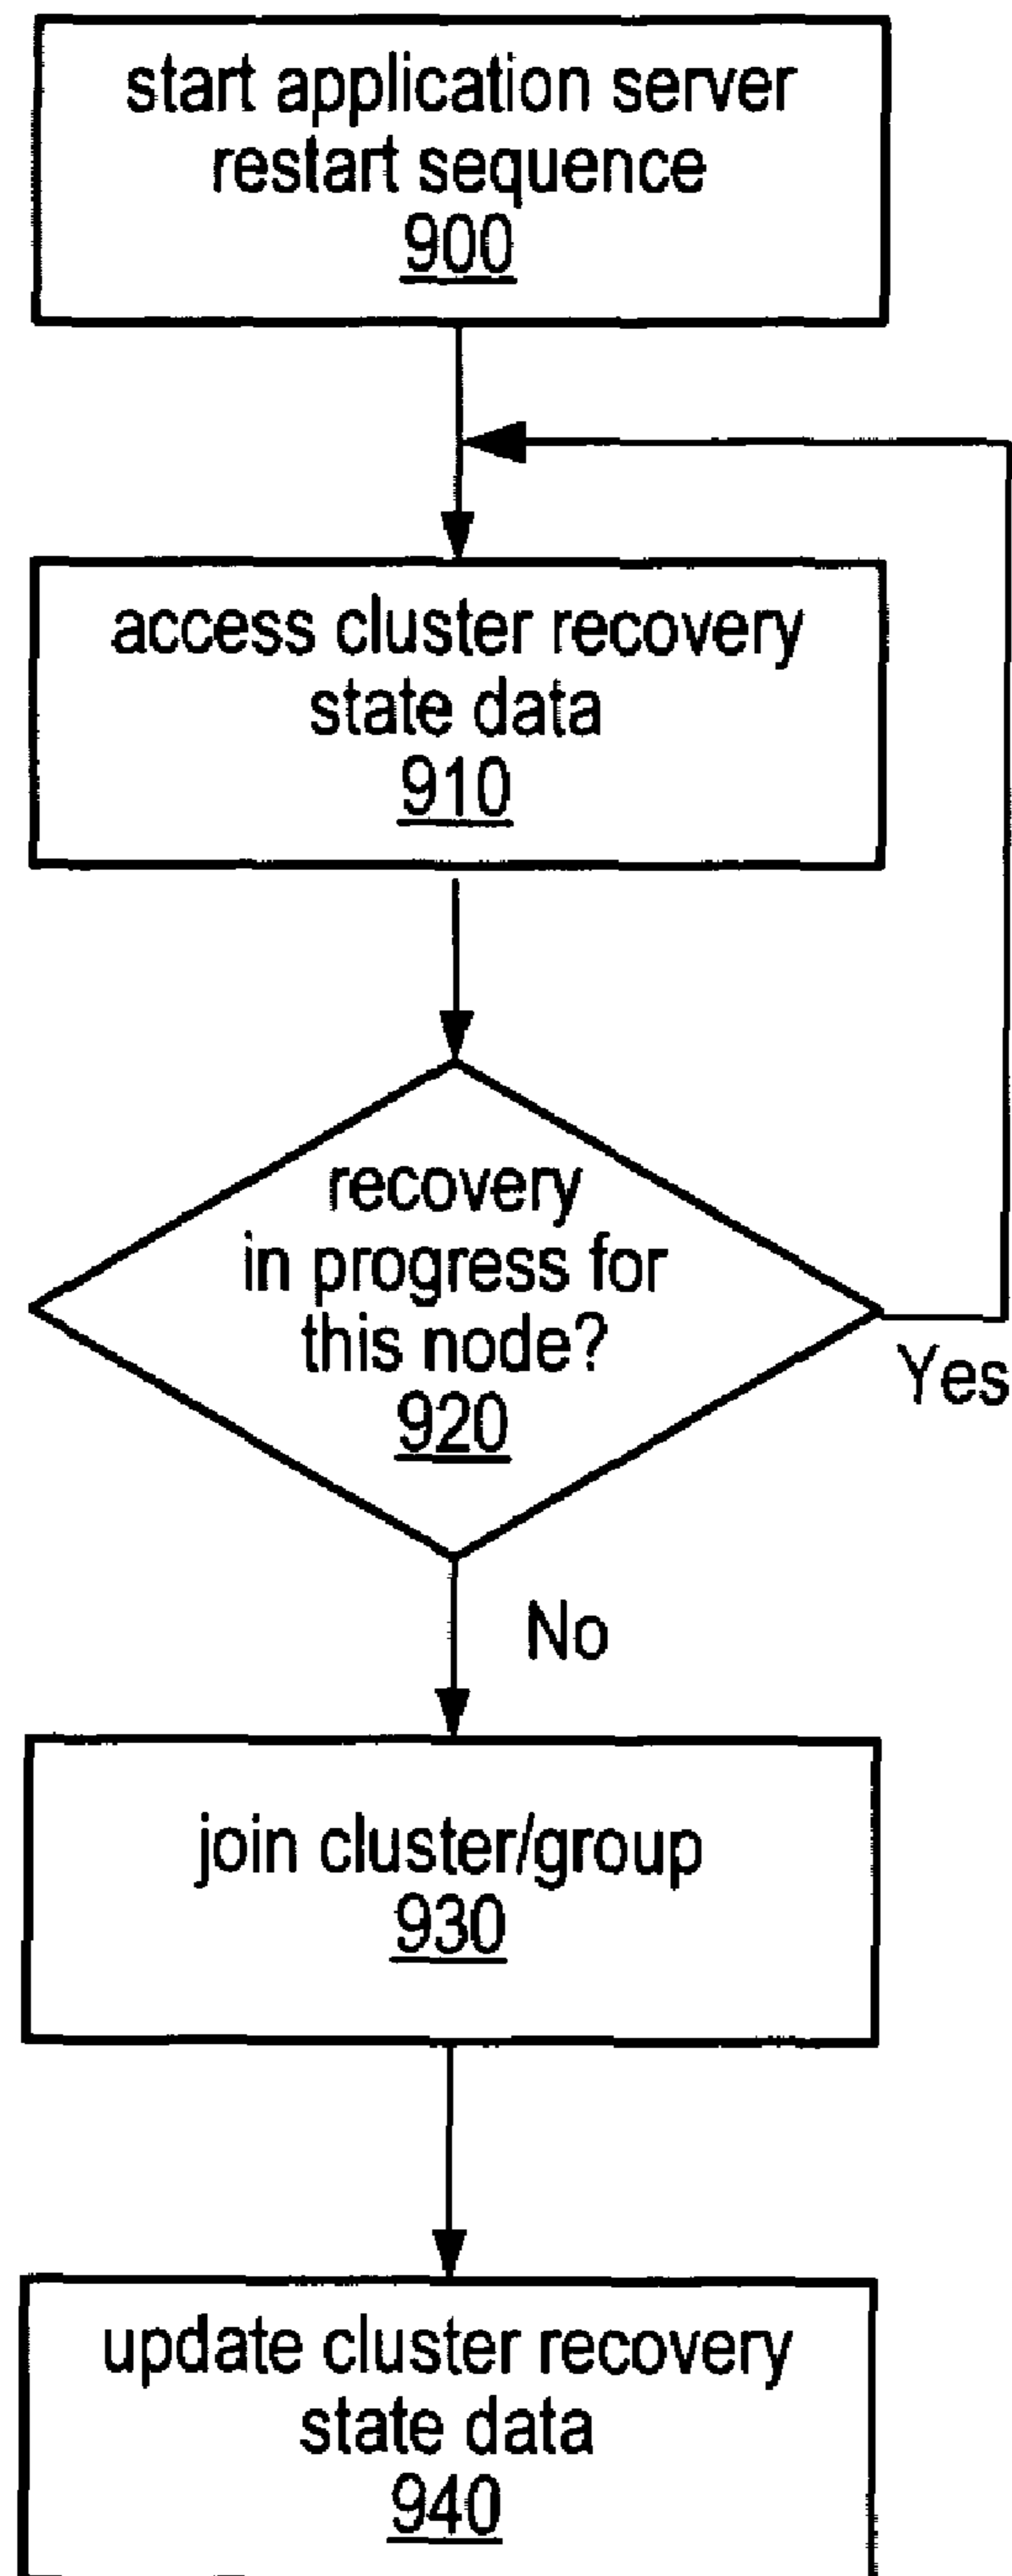 start application server
restart sequence
900
access cluster recovery
state data
910
recovery
in progress for
this node?
920
Yes
No
join cluster/group
930
update cluster recovery
state data
940